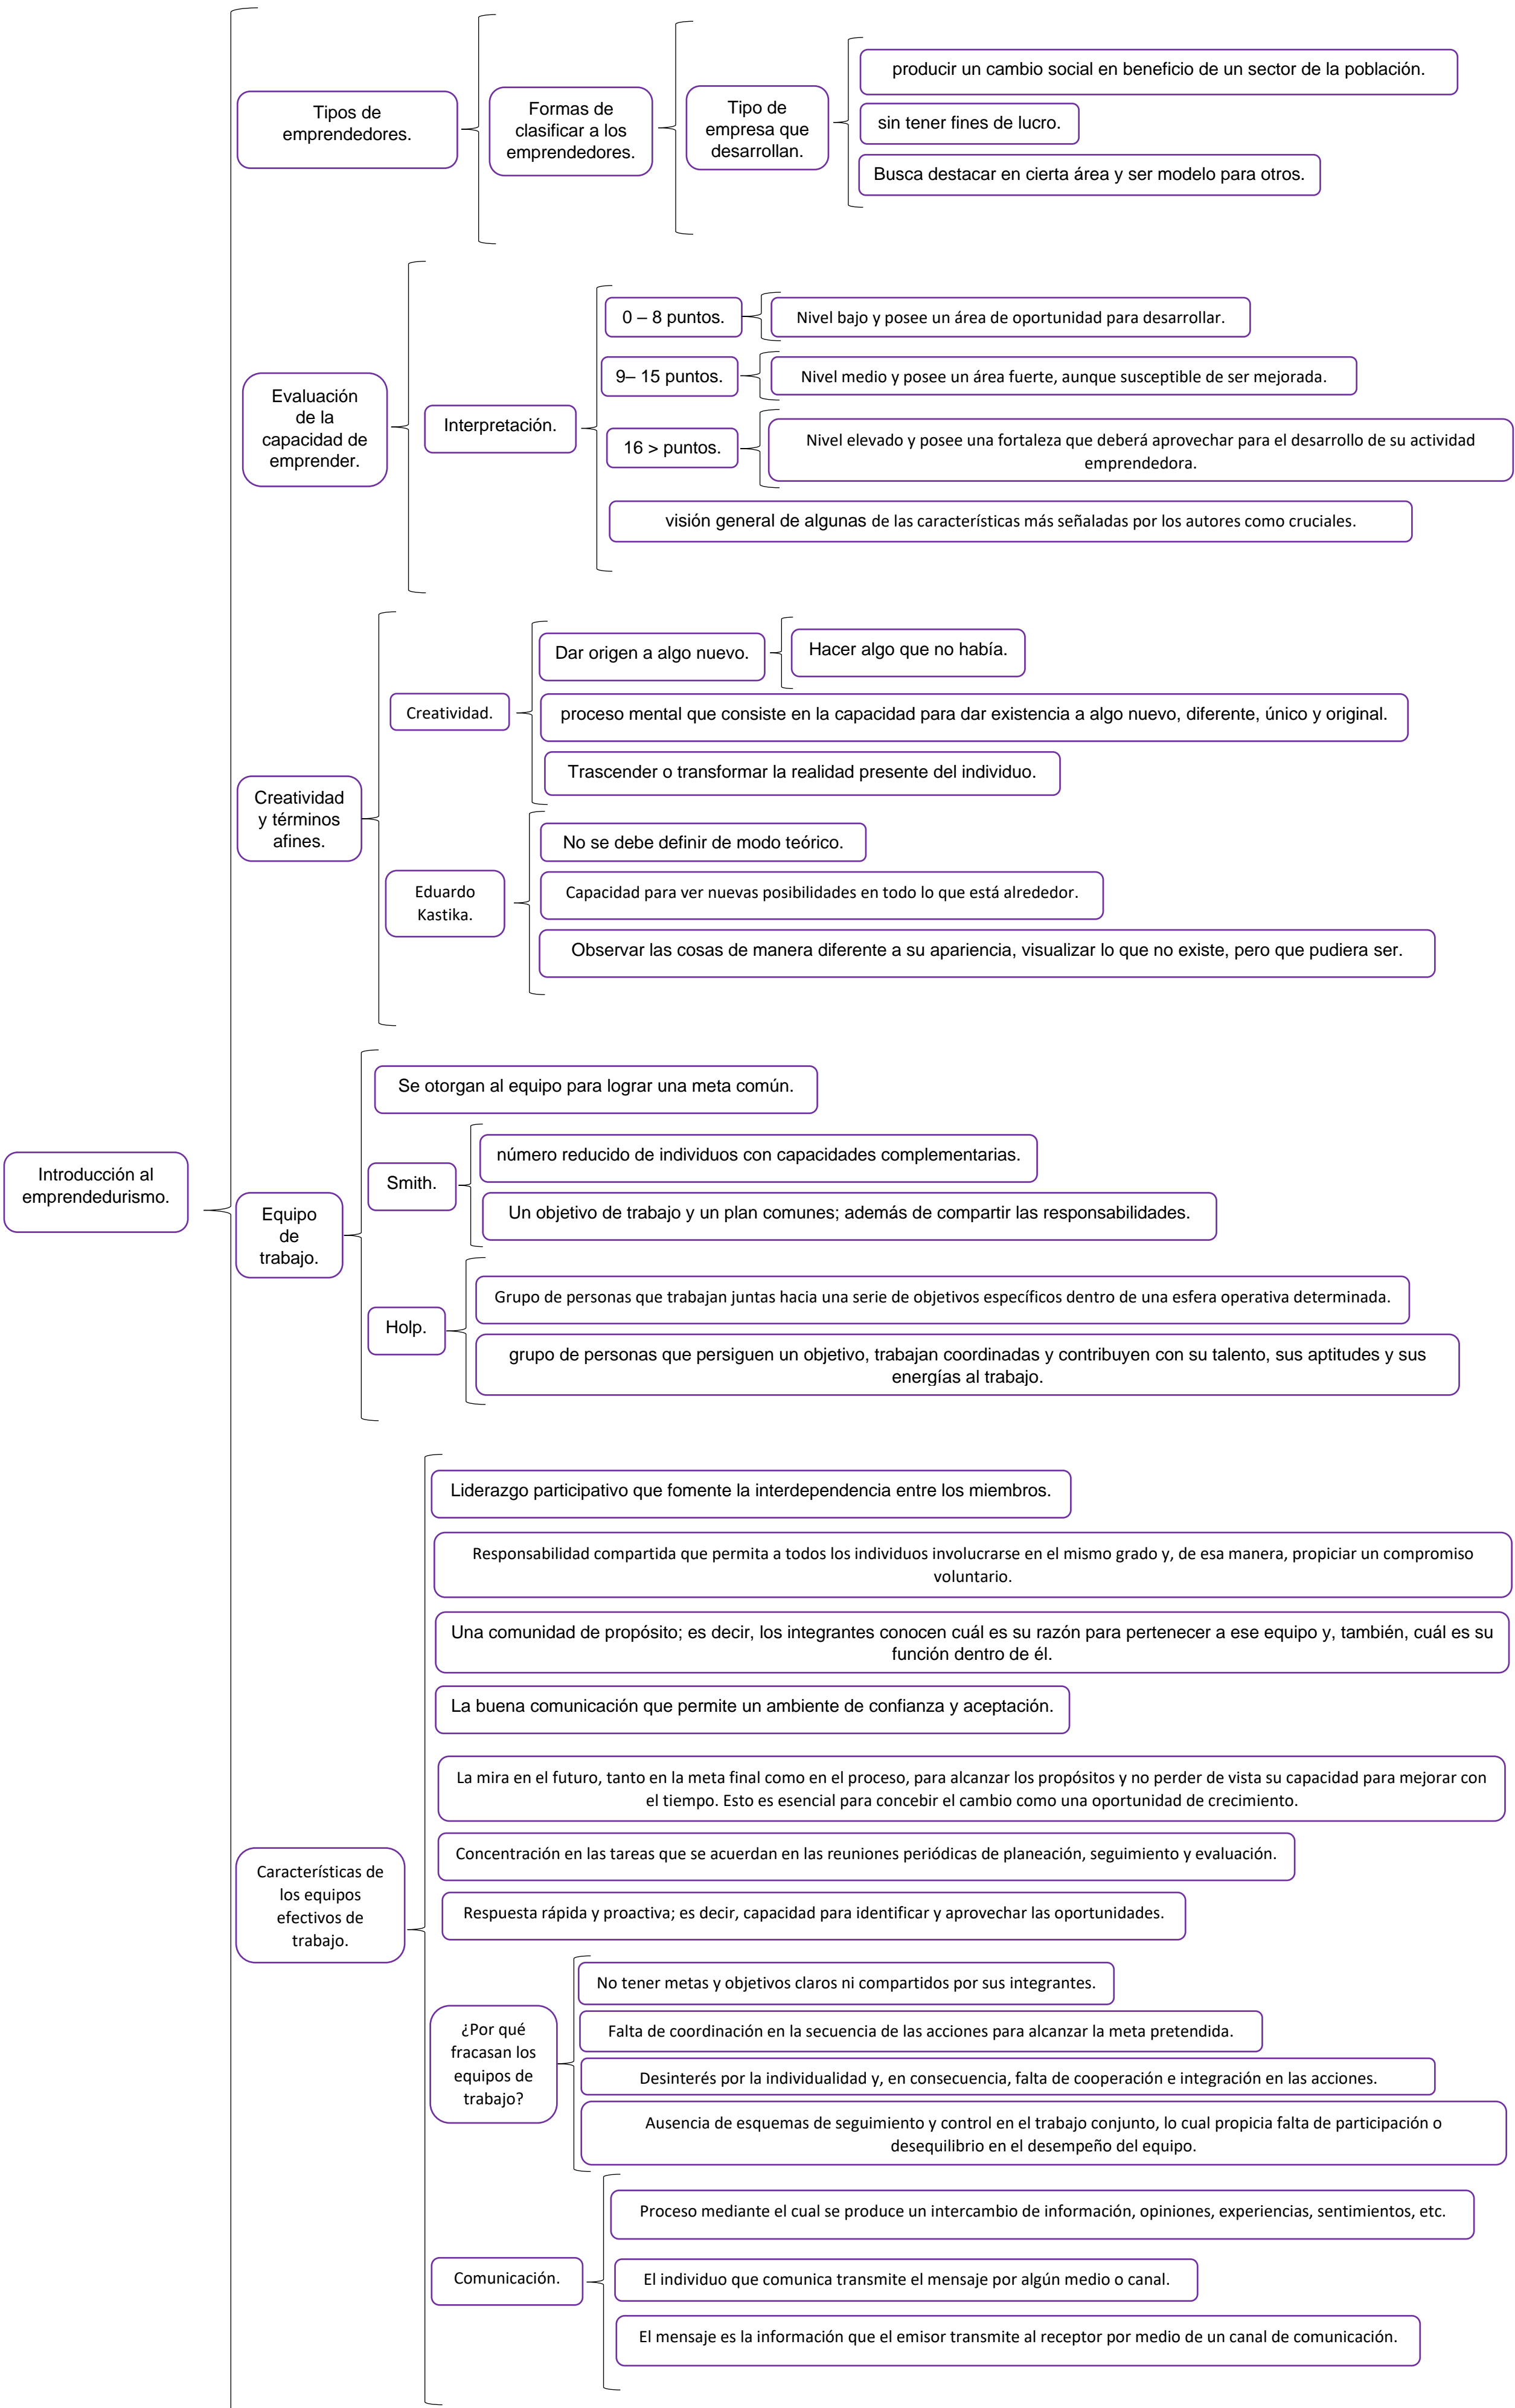 Tipos de
emprendedores.
Formas de
clasificar a los
emprendedores.
Tipo de
empresa que
desarrollan.
producir un cambio social en beneficio de un sector de la población.
sin tener fines de lucro.
Busca destacar en cierta área y ser modelo para otros.
Evaluación
de la
capacidad de
emprender.
Interpretación.
0 – 8 puntos.
Nivel bajo y posee un área de oportunidad para desarrollar.
9– 15 puntos.
Nivel medio y posee un área fuerte, aunque susceptible de ser mejorada.
16 > puntos.
Nivel elevado y posee una fortaleza que deberá aprovechar para el desarrollo de su actividad
emprendedora.
visión general de algunas de las características más señaladas por los autores como cruciales.
Creatividad
y términos
afines.
Creatividad.
Dar origen a algo nuevo.
Hacer algo que no había.
proceso mental que consiste en la capacidad para dar existencia a algo nuevo, diferente, único y original.
Trascender o transformar la realidad presente del individuo.
Eduardo
Kastika.
No se debe definir de modo teórico.
Capacidad para ver nuevas posibilidades en todo lo que está alrededor.
Observar las cosas de manera diferente a su apariencia, visualizar lo que no existe, pero que pudiera ser.
Introducción al
emprendedurismo.
Equipo
de
trabajo.
Se otorgan al equipo para lograr una meta común.
Smith.
número reducido de individuos con capacidades complementarias.
Un objetivo de trabajo y un plan comunes; además de compartir las responsabilidades.
Holp.
Grupo de personas que trabajan juntas hacia una serie de objetivos específicos dentro de una esfera operativa determinada.
grupo de personas que persiguen un objetivo, trabajan coordinadas y contribuyen con su talento, sus aptitudes y sus
energías al trabajo.
Características de
los equipos
efectivos de
trabajo.
Liderazgo participativo que fomente la interdependencia entre los miembros.
Responsabilidad compartida que permita a todos los individuos involucrarse en el mismo grado y, de esa manera, propiciar un compromiso
voluntario.
Una comunidad de propósito; es decir, los integrantes conocen cuál es su razón para pertenecer a ese equipo y, también, cuál es su
función dentro de él.
La buena comunicación que permite un ambiente de confianza y aceptación.
La mira en el futuro, tanto en la meta final como en el proceso, para alcanzar los propósitos y no perder de vista su capacidad para mejorar con
el tiempo. Esto es esencial para concebir el cambio como una oportunidad de crecimiento.
Concentración en las tareas que se acuerdan en las reuniones periódicas de planeación, seguimiento y evaluación.
Respuesta rápida y proactiva; es decir, capacidad para identificar y aprovechar las oportunidades.
¿Por qué
fracasan los
equipos de
trabajo?
No tener metas y objetivos claros ni compartidos por sus integrantes.
Falta de coordinación en la secuencia de las acciones para alcanzar la meta pretendida.
Desinterés por la individualidad y, en consecuencia, falta de cooperación e integración en las acciones.
Ausencia de esquemas de seguimiento y control en el trabajo conjunto, lo cual propicia falta de participación o
desequilibrio en el desempeño del equipo.
Comunicación.
Proceso mediante el cual se produce un intercambio de información, opiniones, experiencias, sentimientos, etc.
El individuo que comunica transmite el mensaje por algún medio o canal.
El mensaje es la información que el emisor transmite al receptor por medio de un canal de comunicación.